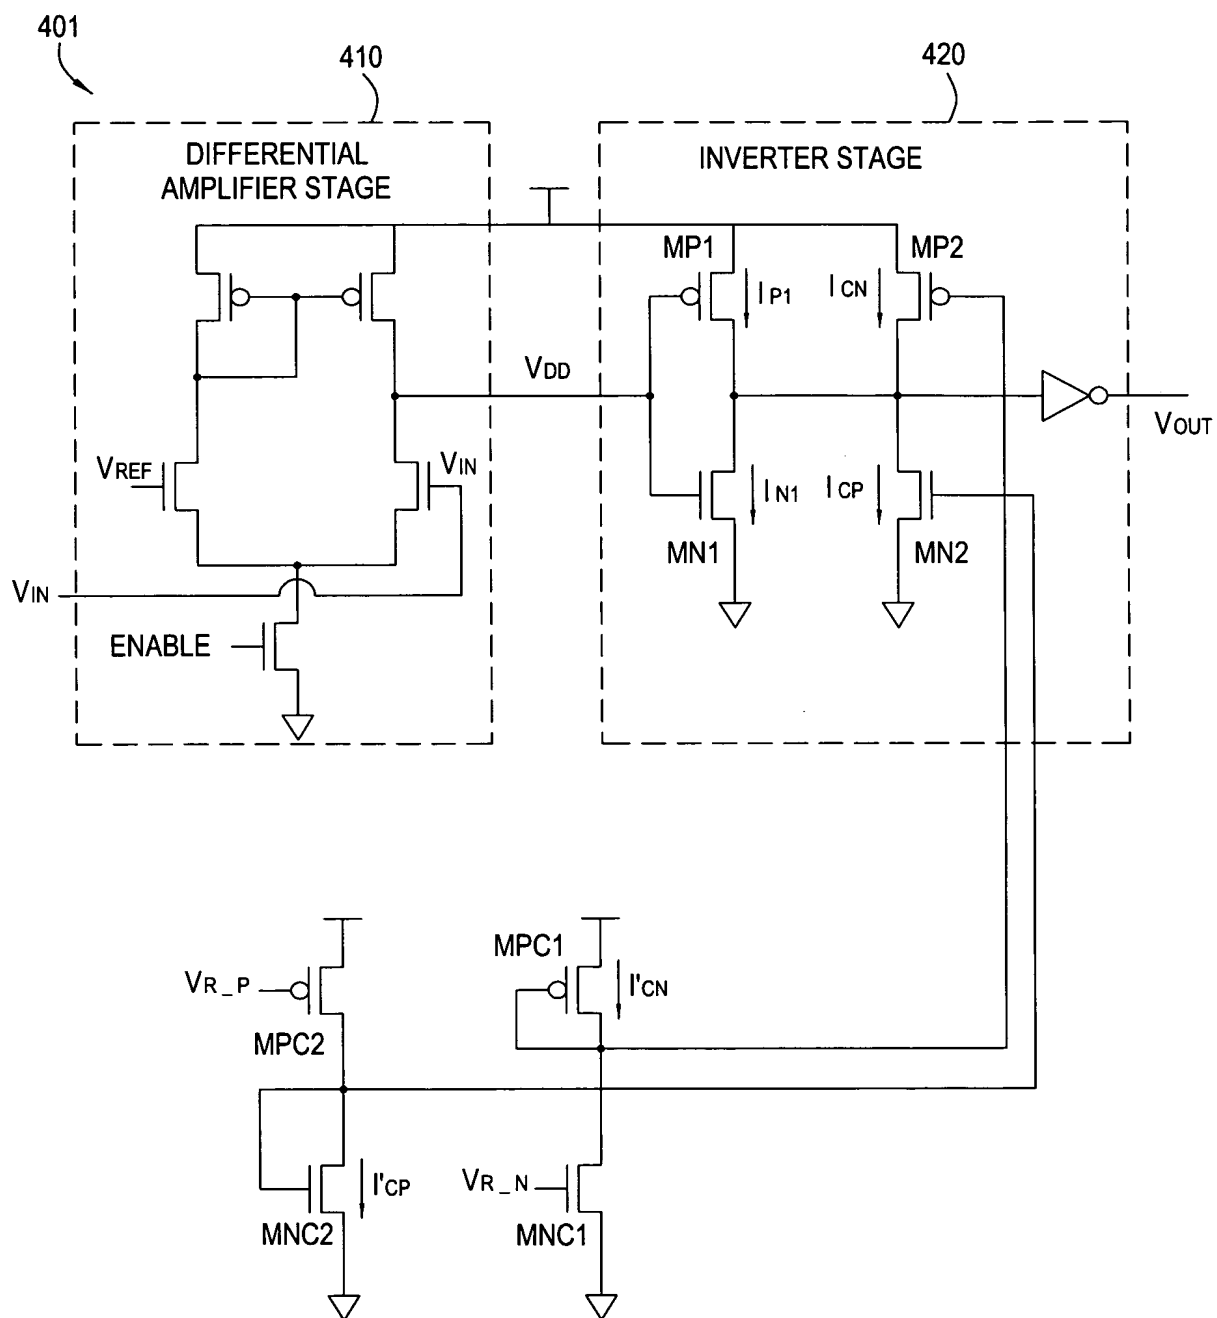 401
410
420
DIFFERENTIAL
AMPLIFIER STAGE
INVERTER STAGE
MP1
MP2
IP1
ICN
VDD
VOUT
VREF
VIN
IN1
ICP
MN1
MN2
VIN
ENABLE
MPC1
VR_P
I'CN
MPC2
I'CP
VR_N
MNC2
MNC1